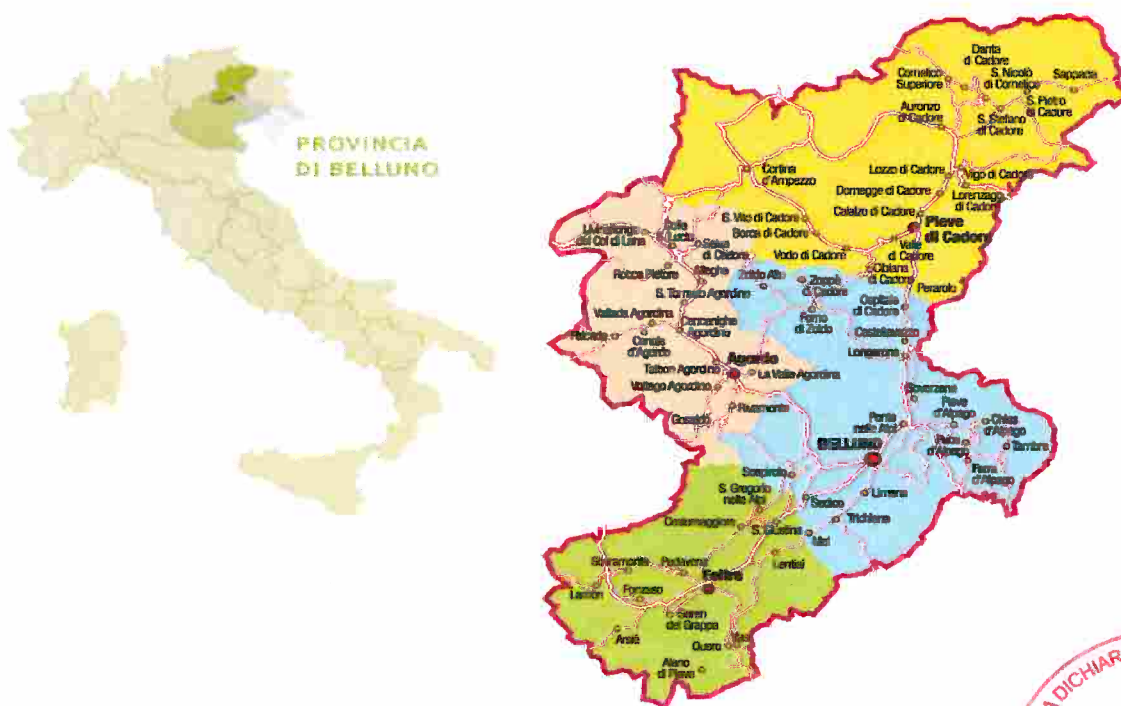 PROVINCIA
DI BELLUNO
Danta
di Cadore
Comelico
Superiore
S. Nicolò
di Comelico
Sappada
Auronzo
di Cadore
S. Pietro
di Cadore
S. Stefano
di Cadore
Cortina
d'Ampezzo
Lozzo di Cadore
Vigo di Cadore
Domegge di Cadore
Lorenzago
di Cadore
Calalzo di Cadore
Pieve
di Cadore
S. Vito di Cadore
Borca di Cadore
Vodo di Cadore
Valle
di Cadore
Cibiana
di Cadore
Perarolo
Livinallongo
del Col di Lana
Colle
S. Lucia
Selva
di Cadore
Alleghe
Rocca Pietore
Zoldo Alto
Zoppè
di Cadore
S. Tomaso Agordino
Ospitale
di Cadore
Vallada Agordina
Cencenighe
Agordino
Forno
di Zoldo
Castellavazzo
Falcade
Canale
d'Agordo
Longarone
Agordo
Taibon Agordino
La Valle Agordina
Voltago Agordino
Soverzene
Rivamonte
Pieve
d'Alpago
Chies
d'Alpago
Gosaldo
Ponte
nelle Alpi
BELLUNO
Puos
d'Alpago
Tambre
Farra
d'Alpago
Sospirolo
S. Gregorio
nelle Alpi
Sedico
Limana
Cesiomaggiore
S. Giustina
Trichiana
Mel
Lentiai
Sovramonte
Pedavena
Feltre
Lamon
Fonzaso
Seren
del Grappa
Arsiè
Quero
Vas
Alano
di Piave
A DICHIAR